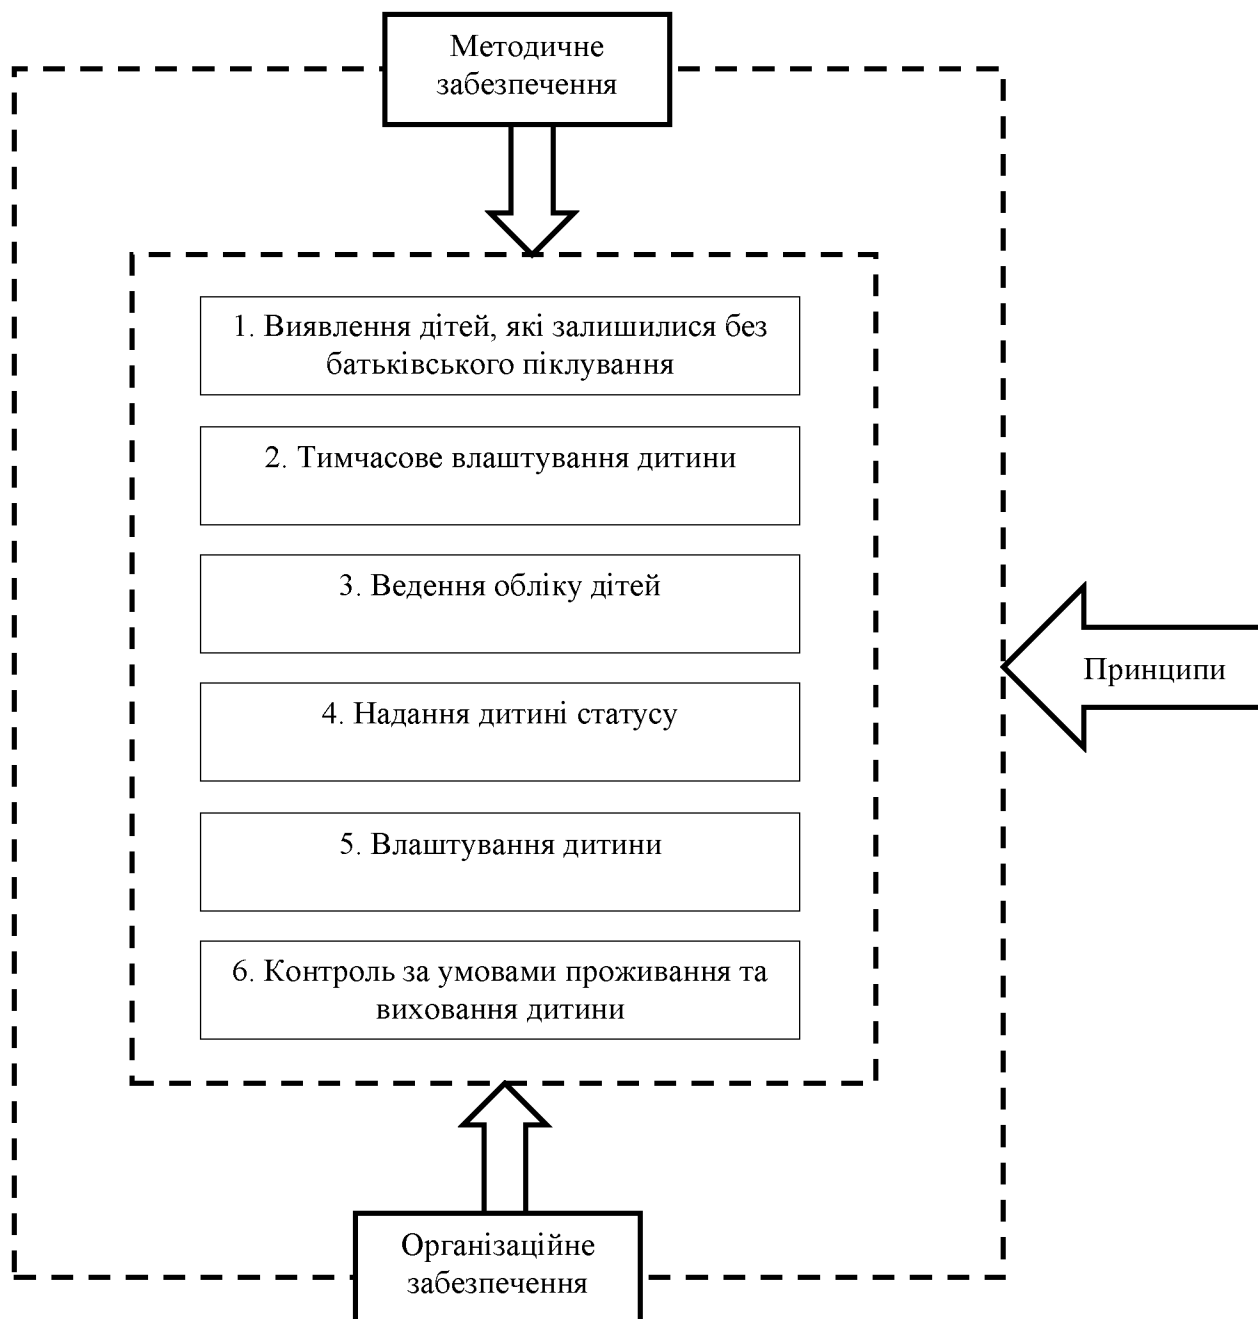 Методичне
забезпечення
1. Виявлення дітей, які залишилися без
батьківського піклування
2. Тимчасове влаштування дитини
3. Ведення обліку дітей
4. Надання дитині статусу
Принципи
5. Влаштування дитини
6. Контроль за умовами проживання та
виховання дитини
Організаційне
забезпечення